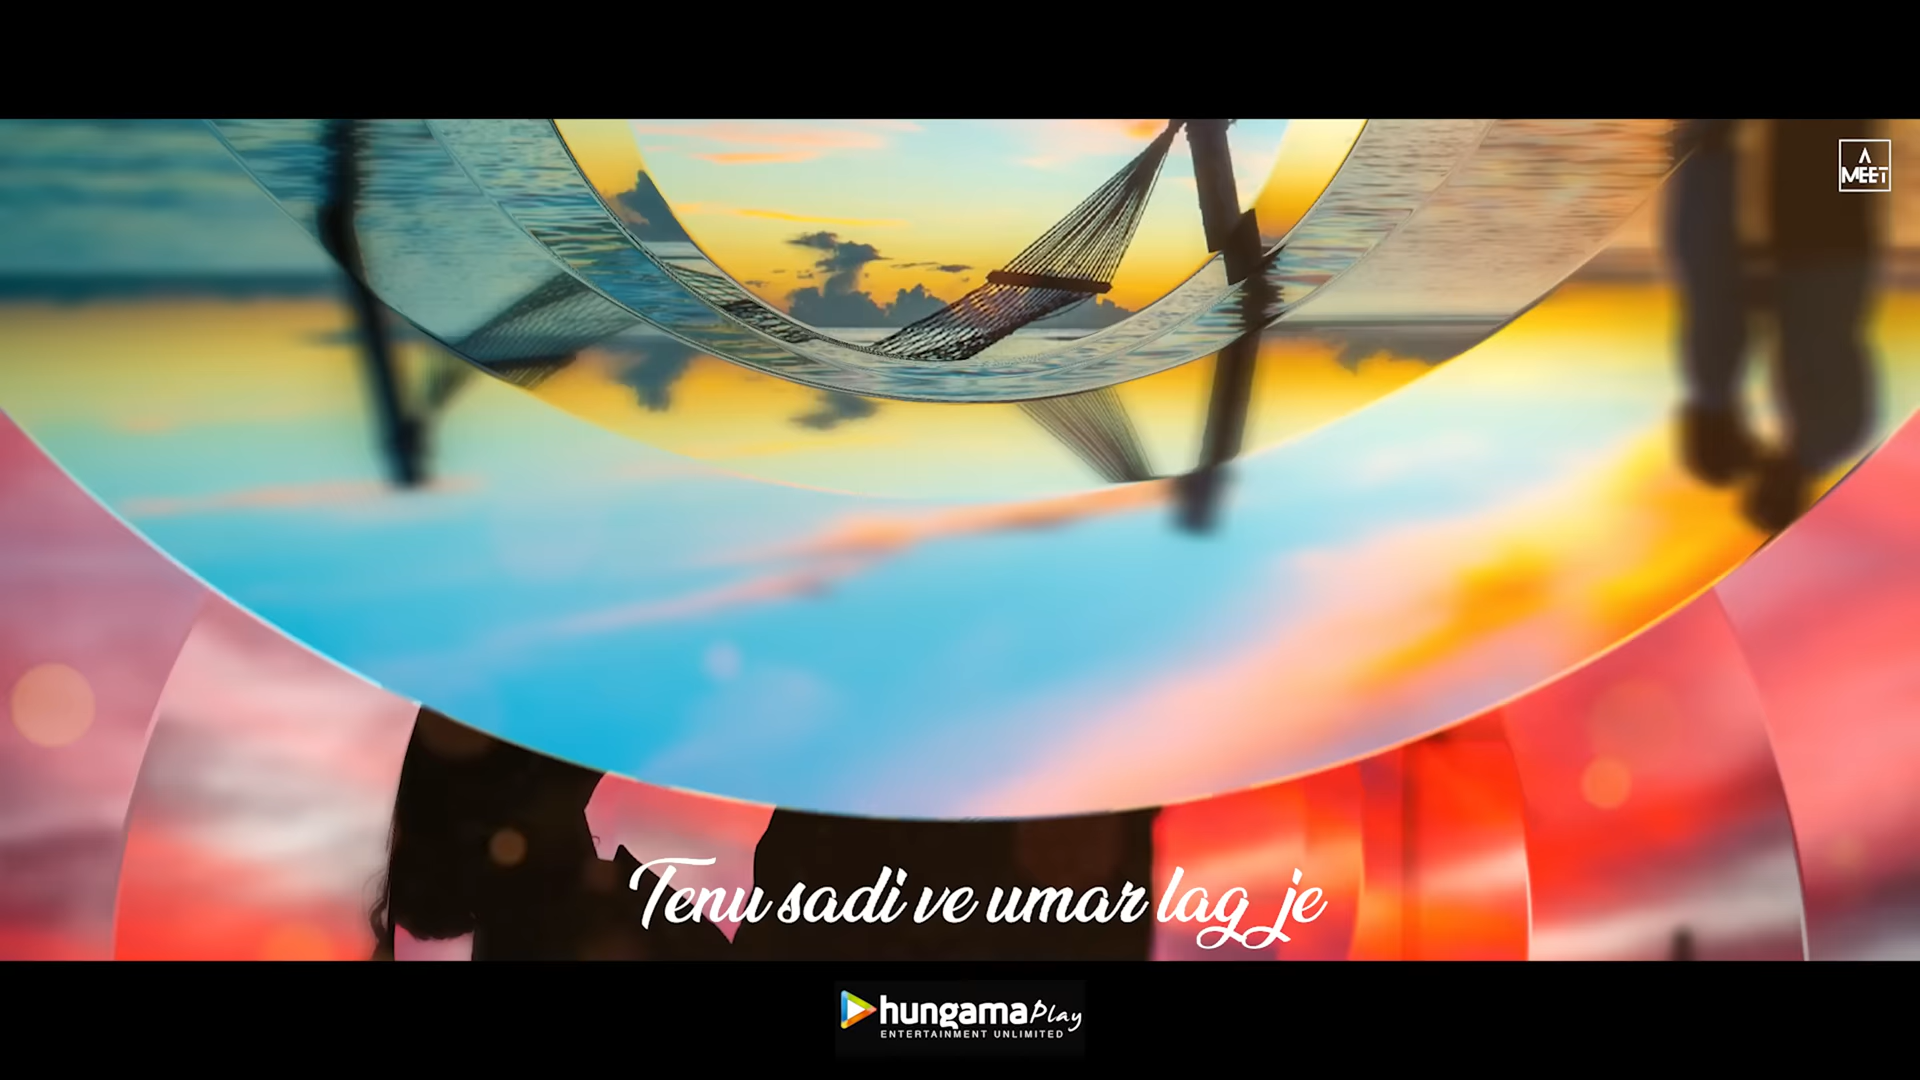 A
MEET
Tenu sadi ve umar lag je
hungama Play
ENTERTAINMENT UNLIMITED